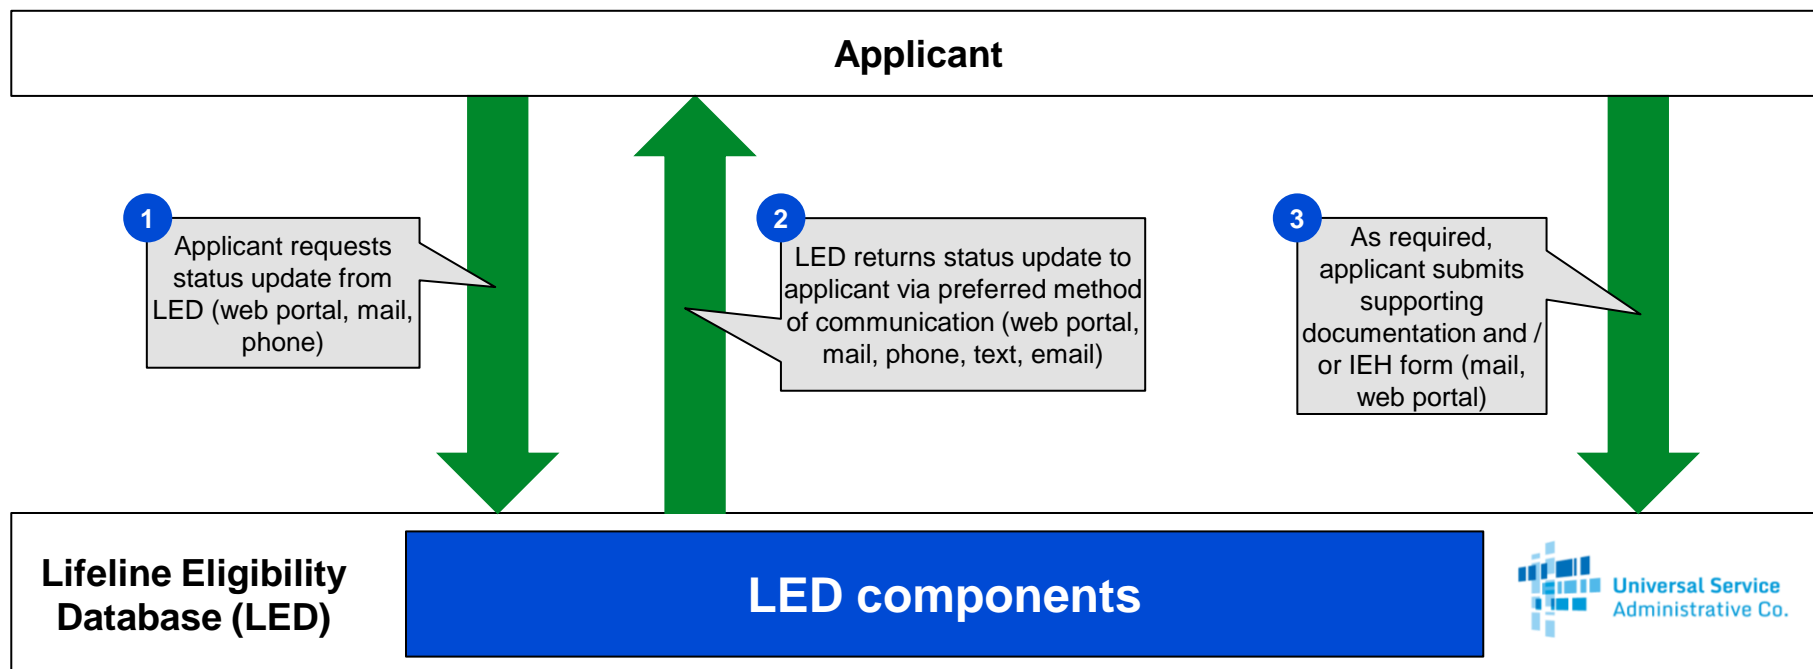 Applicant
1
Applicant requests
status update from
LED (web portal, mail,
phone)
2
LED returns status update to
applicant via preferred method
of communication (web portal,
mail, phone, text, email)
3
As required,
applicant submits
supporting
documentation and /
or IEH form (mail,
web portal)
Lifeline Eligibility
Database (LED)
LED components
Universal Service
Administrative Co.